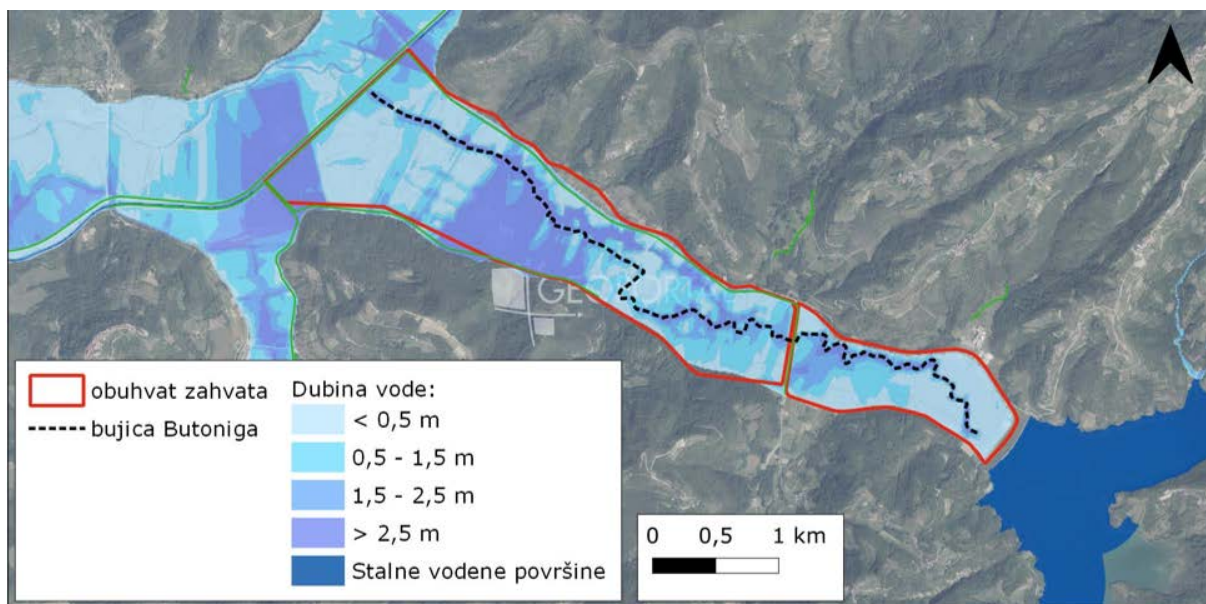 GEOPORTAL
obuhvat zahvata
bujica Butoniga
Dubina vode:
< 0,5 m
0,5 - 1,5 m
1,5 - 2,5 m
> 2,5 m
Stalne vodene površine
0 0,5 1 km